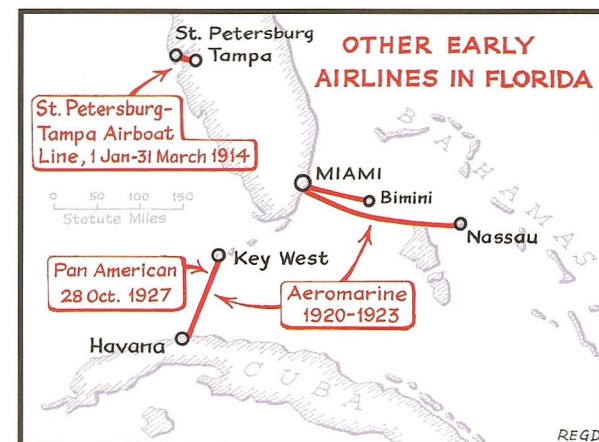 St. Petersburg
Tampa
OTHER EARLY
AIRLINES IN FLORIDA
St. Petersburg-
Tampa Airboat
Line, 1 Jan-31 March 1914
BAHAMAS
MIAMI
Bimini
0 50 100 150
Statute Miles
Nassau
Key West
Pan American
28 Oct. 1927
Aeromarine
1920-1923
Havana
CUBA
REGD